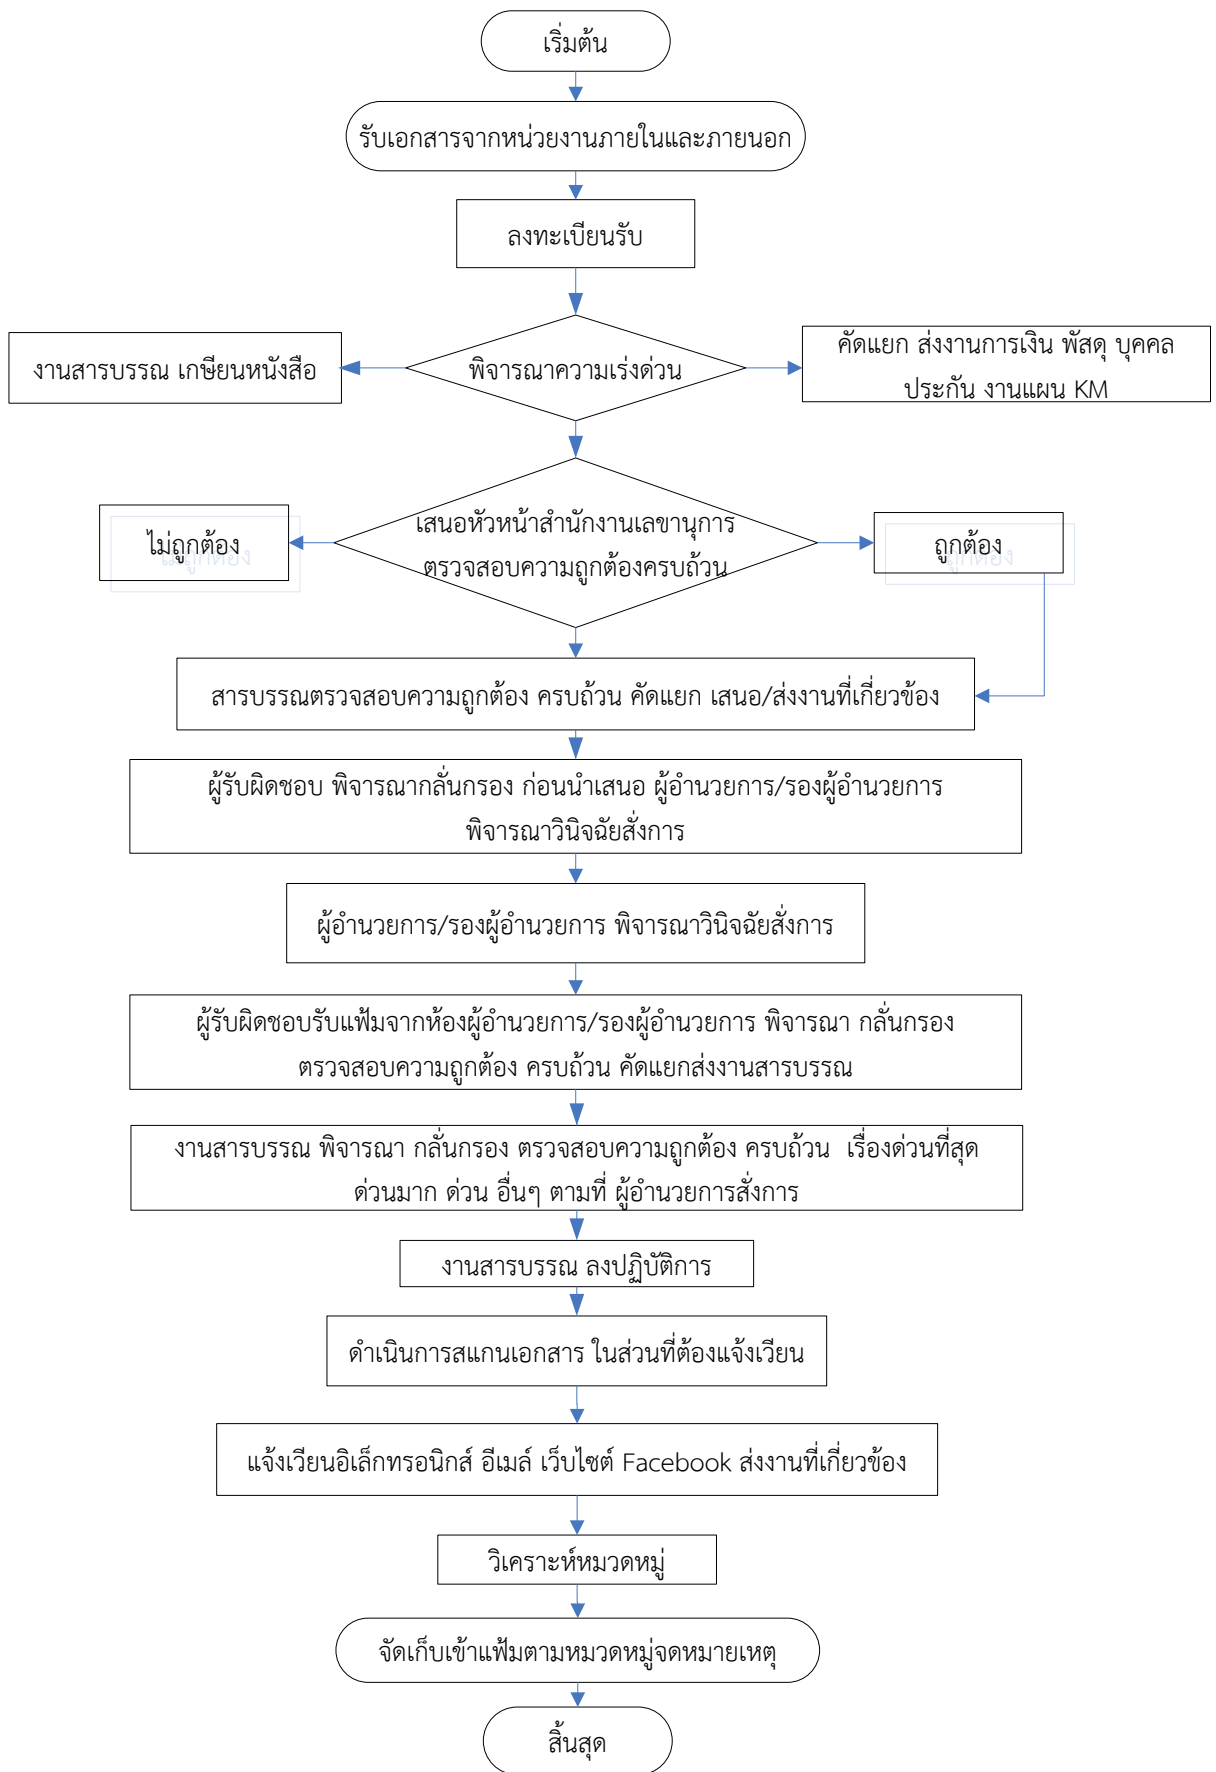 เริ่มต้น
รับเอกสารจากหน่วยงานภายในและภายนอก
ลงทะเบียนรับ
งานสารบรรณ เกษียนหนังสือ
พิจารณาความเร่งด่วน
คัดแยก ส่งงานการเงิน พัสดุ บุคคล
ประกัน งานแผน KM
ไม่ถูกต้อง
ไม่ถูกต้อง
เสนอหัวหน้าสำนักงานเลขานุการ
ตรวจสอบความถูกต้องครบถ้วน
ถูกต้อง
ถูกต้อง
สารบรรณตรวจสอบความถูกต้อง ครบถ้วน คัดแยก เสนอ/ส่งงานที่เกี่ยวข้อง
ผู้รับผิดชอบ พิจารณากลั่นกรอง ก่อนนำเสนอ ผู้อำนวยการ/รองผู้อำนวยการ
พิจารณาวินิจฉัยสั่งการ
ผู้อำนวยการ/รองผู้อำนวยการ พิจารณาวินิจฉัยสั่งการ
ผู้รับผิดชอบรับแฟ้มจากห้องผู้อำนวยการ/รองผู้อำนวยการ พิจารณา กลั่นกรอง
ตรวจสอบความถูกต้อง ครบถ้วน คัดแยกส่งงานสารบรรณ
งานสารบรรณ พิจารณา กลั่นกรอง ตรวจสอบความถูกต้อง ครบถ้วน  เรื่องด่วนที่สุด
ด่วนมาก ด่วน อื่นๆ ตามที่ ผู้อำนวยการสั่งการ
งานสารบรรณ ลงปฏิบัติการ
ดำเนินการสแกนเอกสาร ในส่วนที่ต้องแจ้งเวียน
แจ้งเวียนอิเล็กทรอนิกส์ อีเมล์ เว็บไซต์ Facebook ส่งงานที่เกี่ยวข้อง
วิเคราะห์หมวดหมู่
จัดเก็บเข้าแฟ้มตามหมวดหมู่จดหมายเหตุ
สิ้นสุด